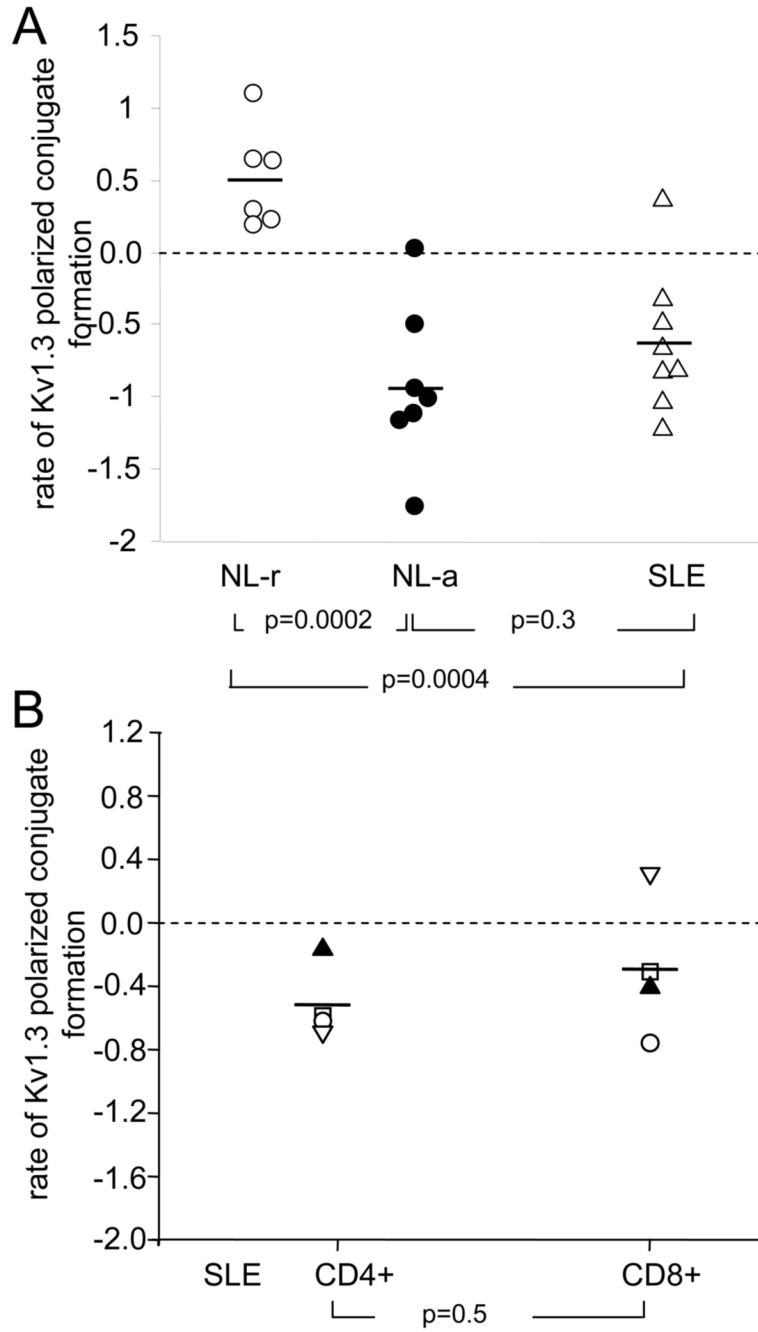 A
rate of Kv1.3 polarized conjugate
formation
1.5
1
0.5
0.0
-0.5
-1
-1.5
-2
NL-r NL-a SLE
p=0.0002 p=0.3
p=0.0004
B
rate of Kv1.3 polarized conjugate
formation
1.2
0.8
0.4
0.0
-0.4
-0.8
-1.2
-1.6
-2.0
SLE CD4+ CD8+
p=0.5